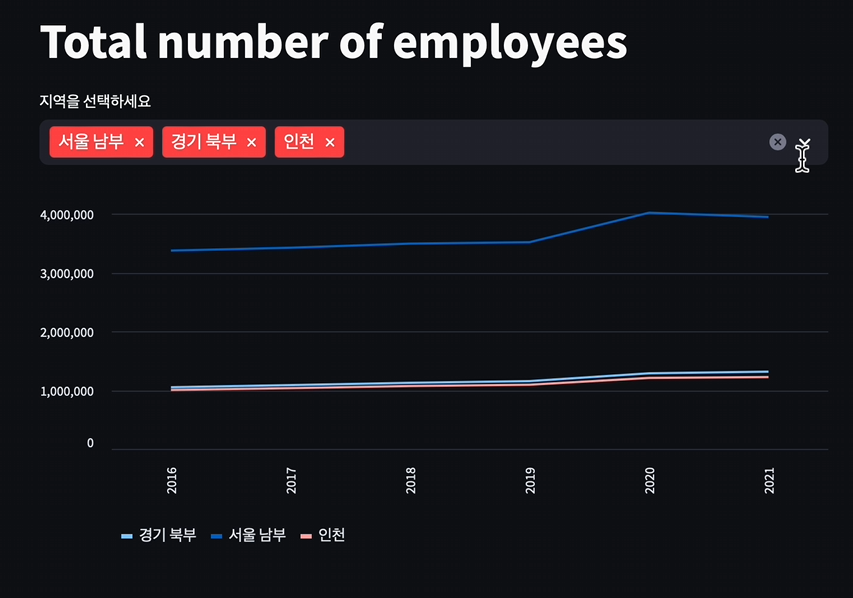 Total number of employees
지역을 선택하세요
서울 남부 × 경기 북부 × 인천 ×
4,000,000
3,000,000
2,000,000
1,000,000
0
2016 2017 2018 2019 2020 2021
경기 북부 서울 남부 인천